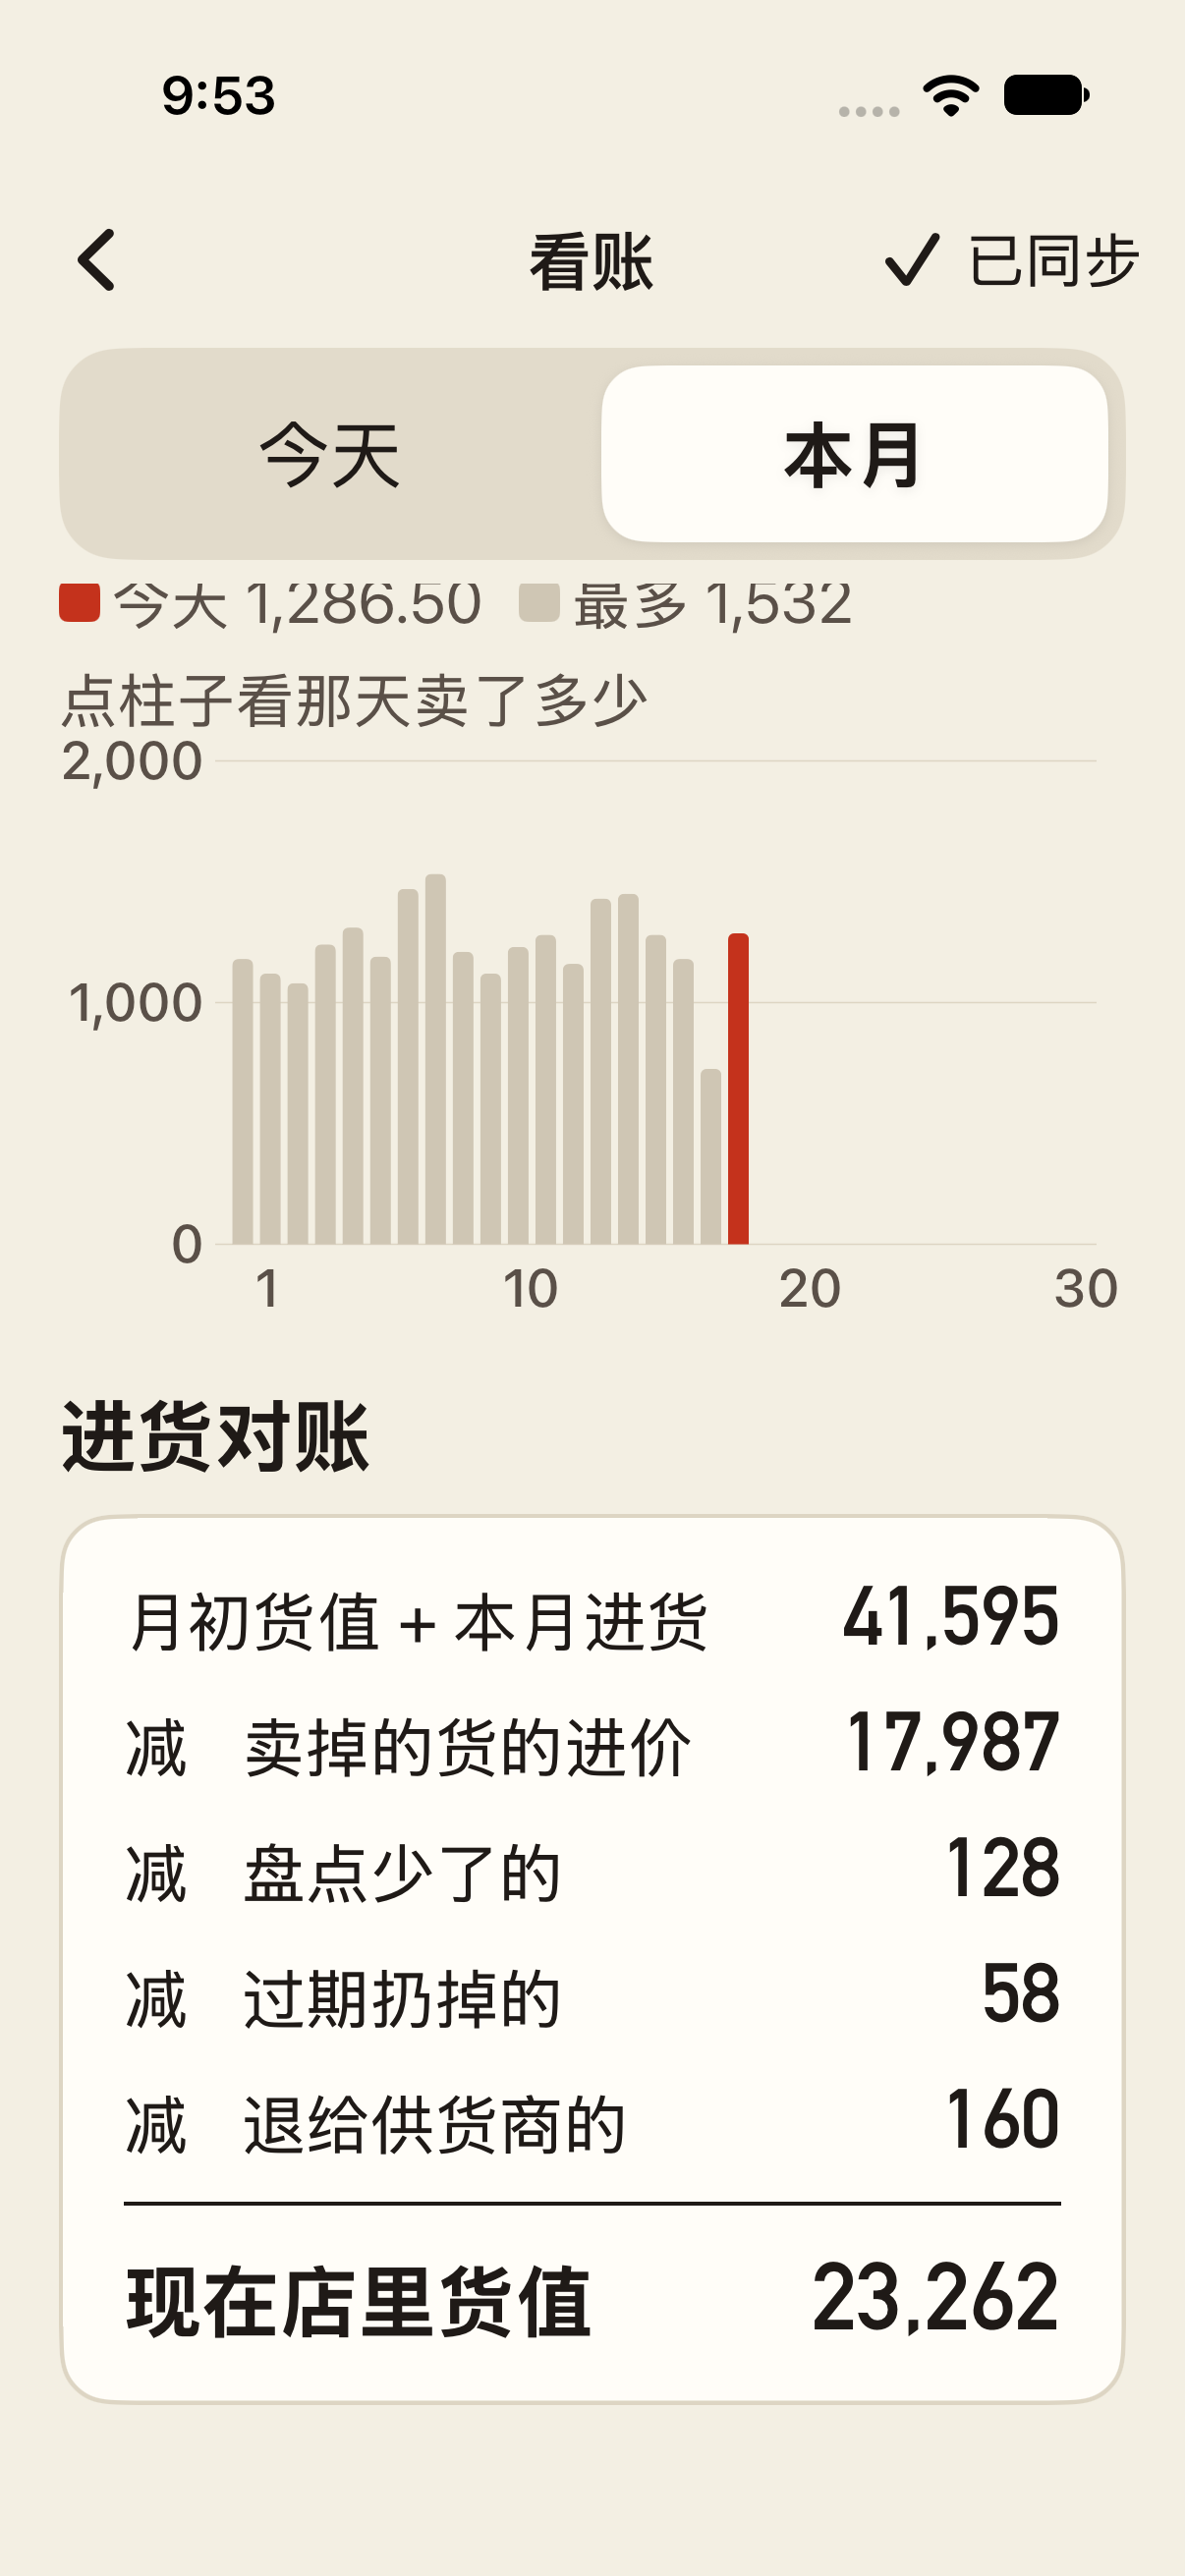 9:53
看账
已同步
今天
本月
今天 1,286.50 最多 1,532
点柱子看那天卖了多少
2,000
1,000
0
1 10 20 30
进货对账
月初货值 + 本月进货 41,595
减 卖掉的货的进价 17,987
减 盘点少了的 128
减 过期扔掉的 58
减 退给供货商的 160
现在店里货值 23,262